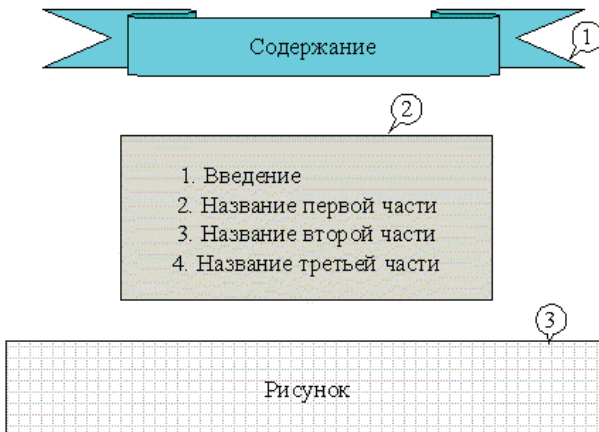 Содержание
1
2
1. Введение
2. Название первой части
3. Название второй части
4. Название третьей части
3
Рисунок